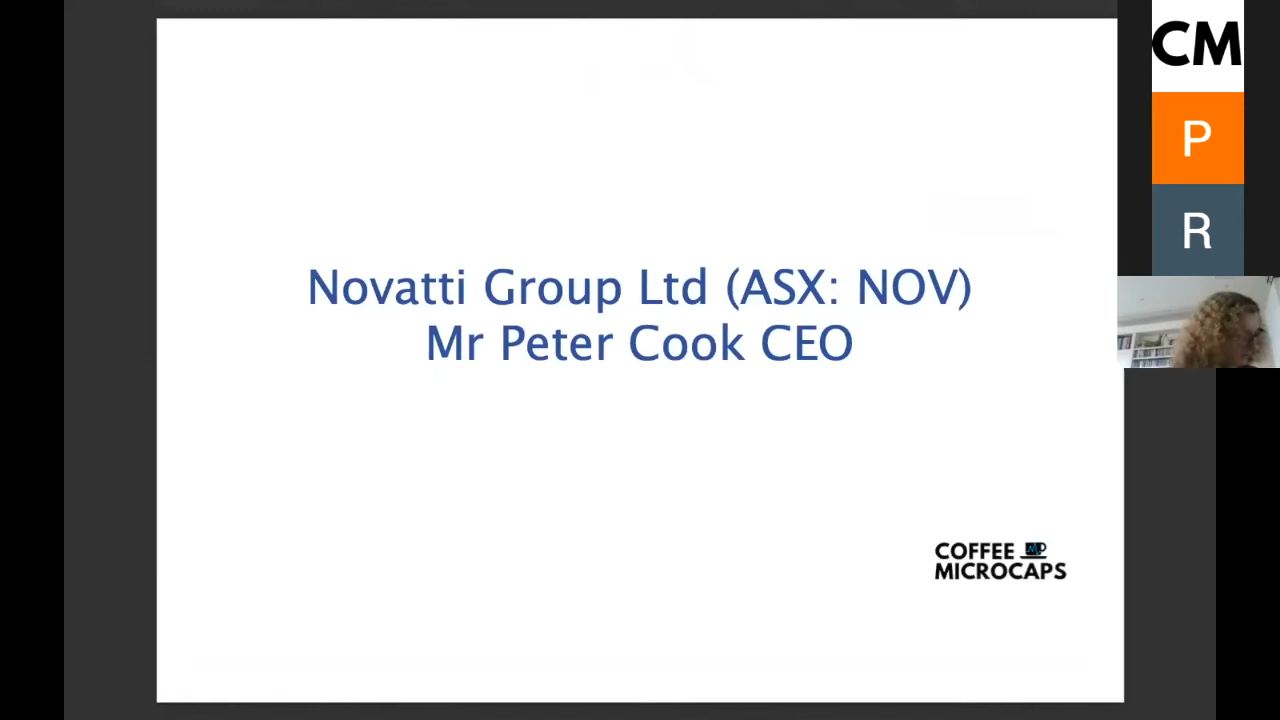 Novatti Group Ltd (ASX: NOV)
Mr Peter Cook CEO
COFFEE
MICROCAPS
CM
P
R